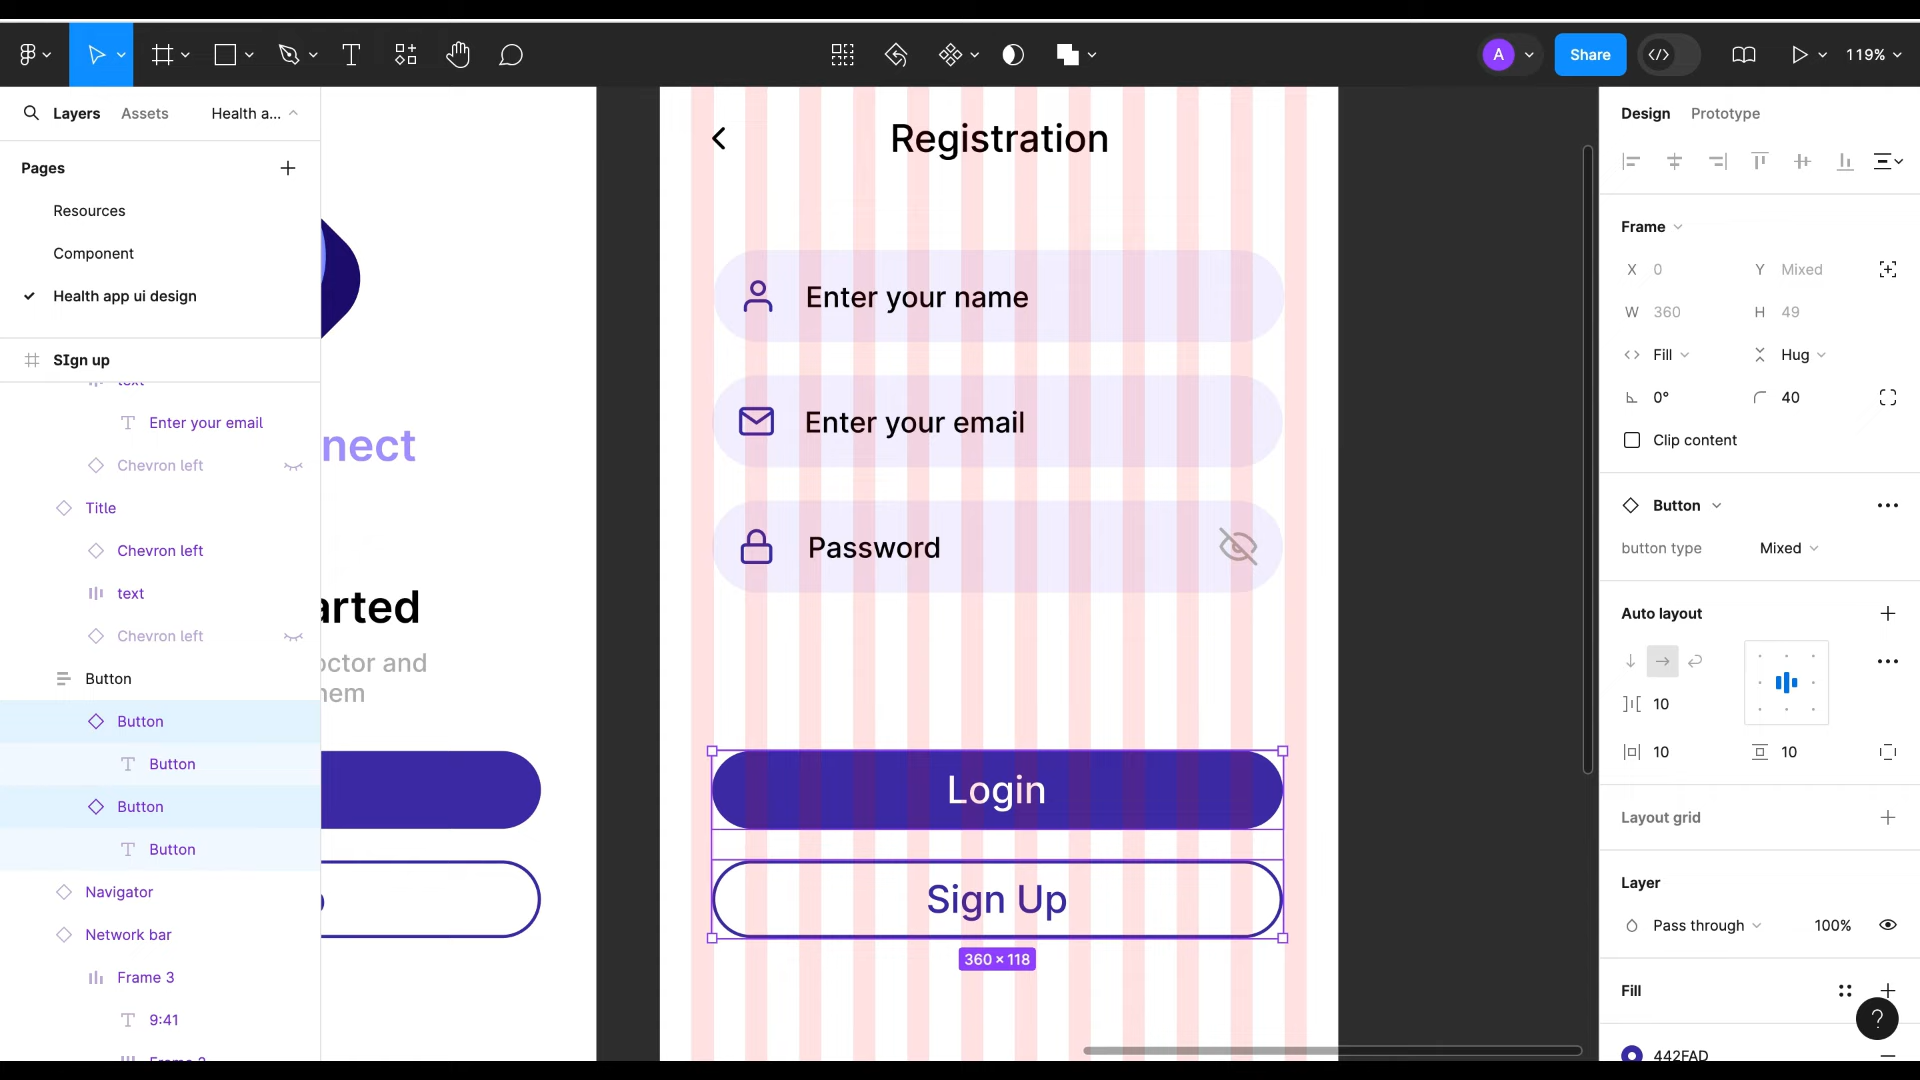 A
Share
119%
Layers
Assets
Health a...
Pages
Resources
Component
Health app ui design
SIgn up
text
Enter your email
Chevron left
Title
Chevron left
text
Chevron left
Button
Button
Button
Button
Button
Navigator
Network bar
Frame 3
9:41
nect
arted
octor and
hem
Registration
Enter your name
Enter your email
Password
Login
Sign Up
360 × 118
Design
Prototype
Frame
X 0
Y Mixed
W 360
H 49
Fill
Hug
0°
40
Clip content
Button
button type
Mixed
Auto layout
10
10
10
Layout grid
Layer
Pass through
100%
Fill
?
442FAD